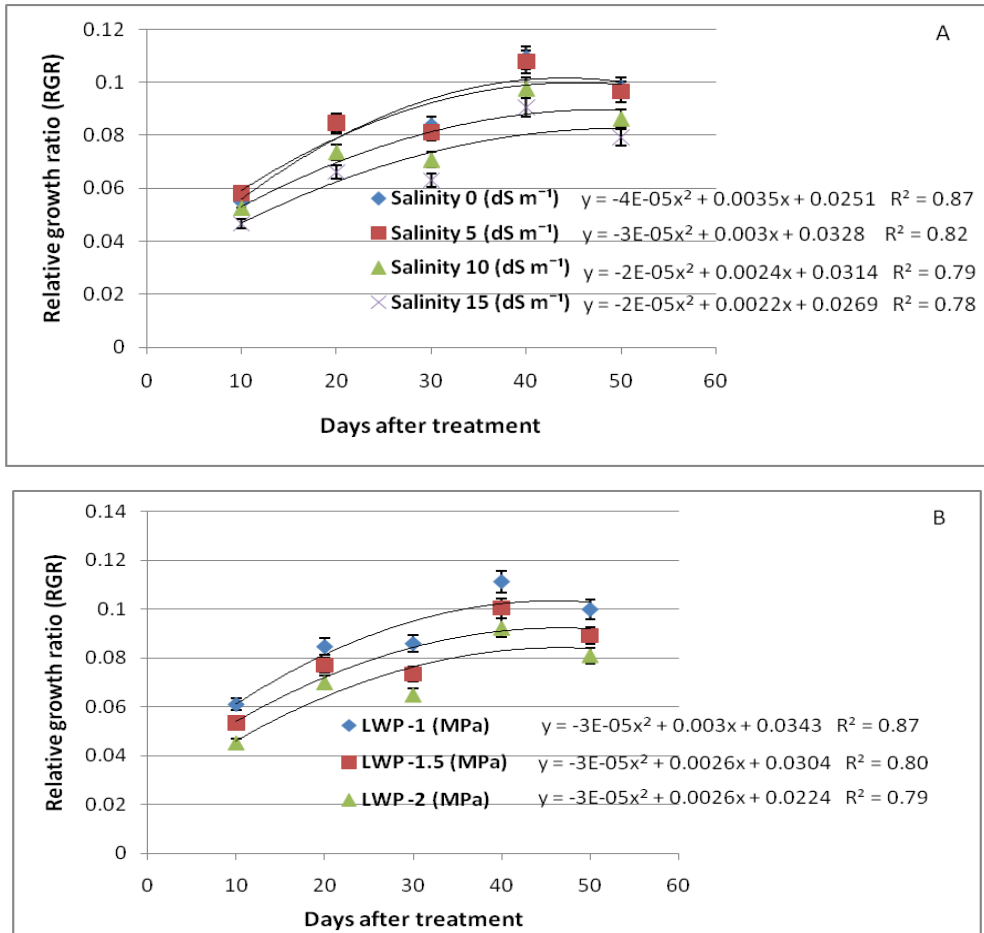 A
Relative growth ratio (RGR)
0.12
0.1
0.08
0.06
0.04
0.02
0
Salinity 0 (dS m⁻¹) y = -4E-05x² + 0.0035x + 0.0251 R² = 0.87
Salinity 5 (dS m⁻¹) y = -3E-05x² + 0.003x + 0.0328 R² = 0.82
Salinity 10 (dS m⁻¹) y = -2E-05x² + 0.0024x + 0.0314 R² = 0.79
Salinity 15 (dS m⁻¹) y = -2E-05x² + 0.0022x + 0.0269 R² = 0.78
0 10 20 30 40 50 60
Days after treatment
B
Relative growth ratio (RGR)
0.14
0.12
0.1
0.08
0.06
0.04
0.02
0
LWP -1 (MPa) y = -3E-05x² + 0.003x + 0.0343 R² = 0.87
LWP -1.5 (MPa) y = -3E-05x² + 0.0026x + 0.0304 R² = 0.80
LWP -2 (MPa) y = -3E-05x² + 0.0026x + 0.0224 R² = 0.79
0 10 20 30 40 50 60
Days after treatment